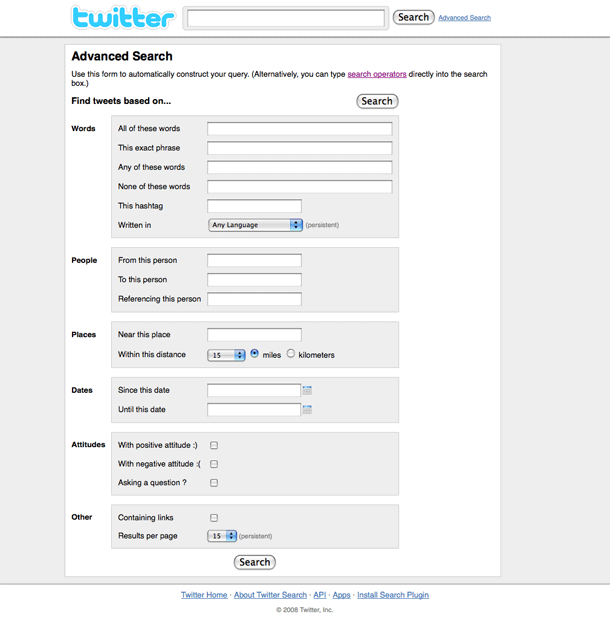 twitter Search Advanced Search
Advanced Search
Use this form to automatically construct your query. (Alternatively, you can type search operators directly into the search
box.)
Find tweets based on... Search
Words All of these words
This exact phrase
Any of these words
None of these words
This hashtag
Written in Any Language (persistent)
People From this person
To this person
Referencing this person
Places Near this place
Within this distance 15 miles kilometers
Dates Since this date
Until this date
Attitudes With positive attitude :)
With negative attitude :(
Asking a question ?
Other Containing links
Results per page 15 (persistent)
Search
Twitter Home · About Twitter Search · API · Apps · Install Search Plugin
© 2008 Twitter, Inc.